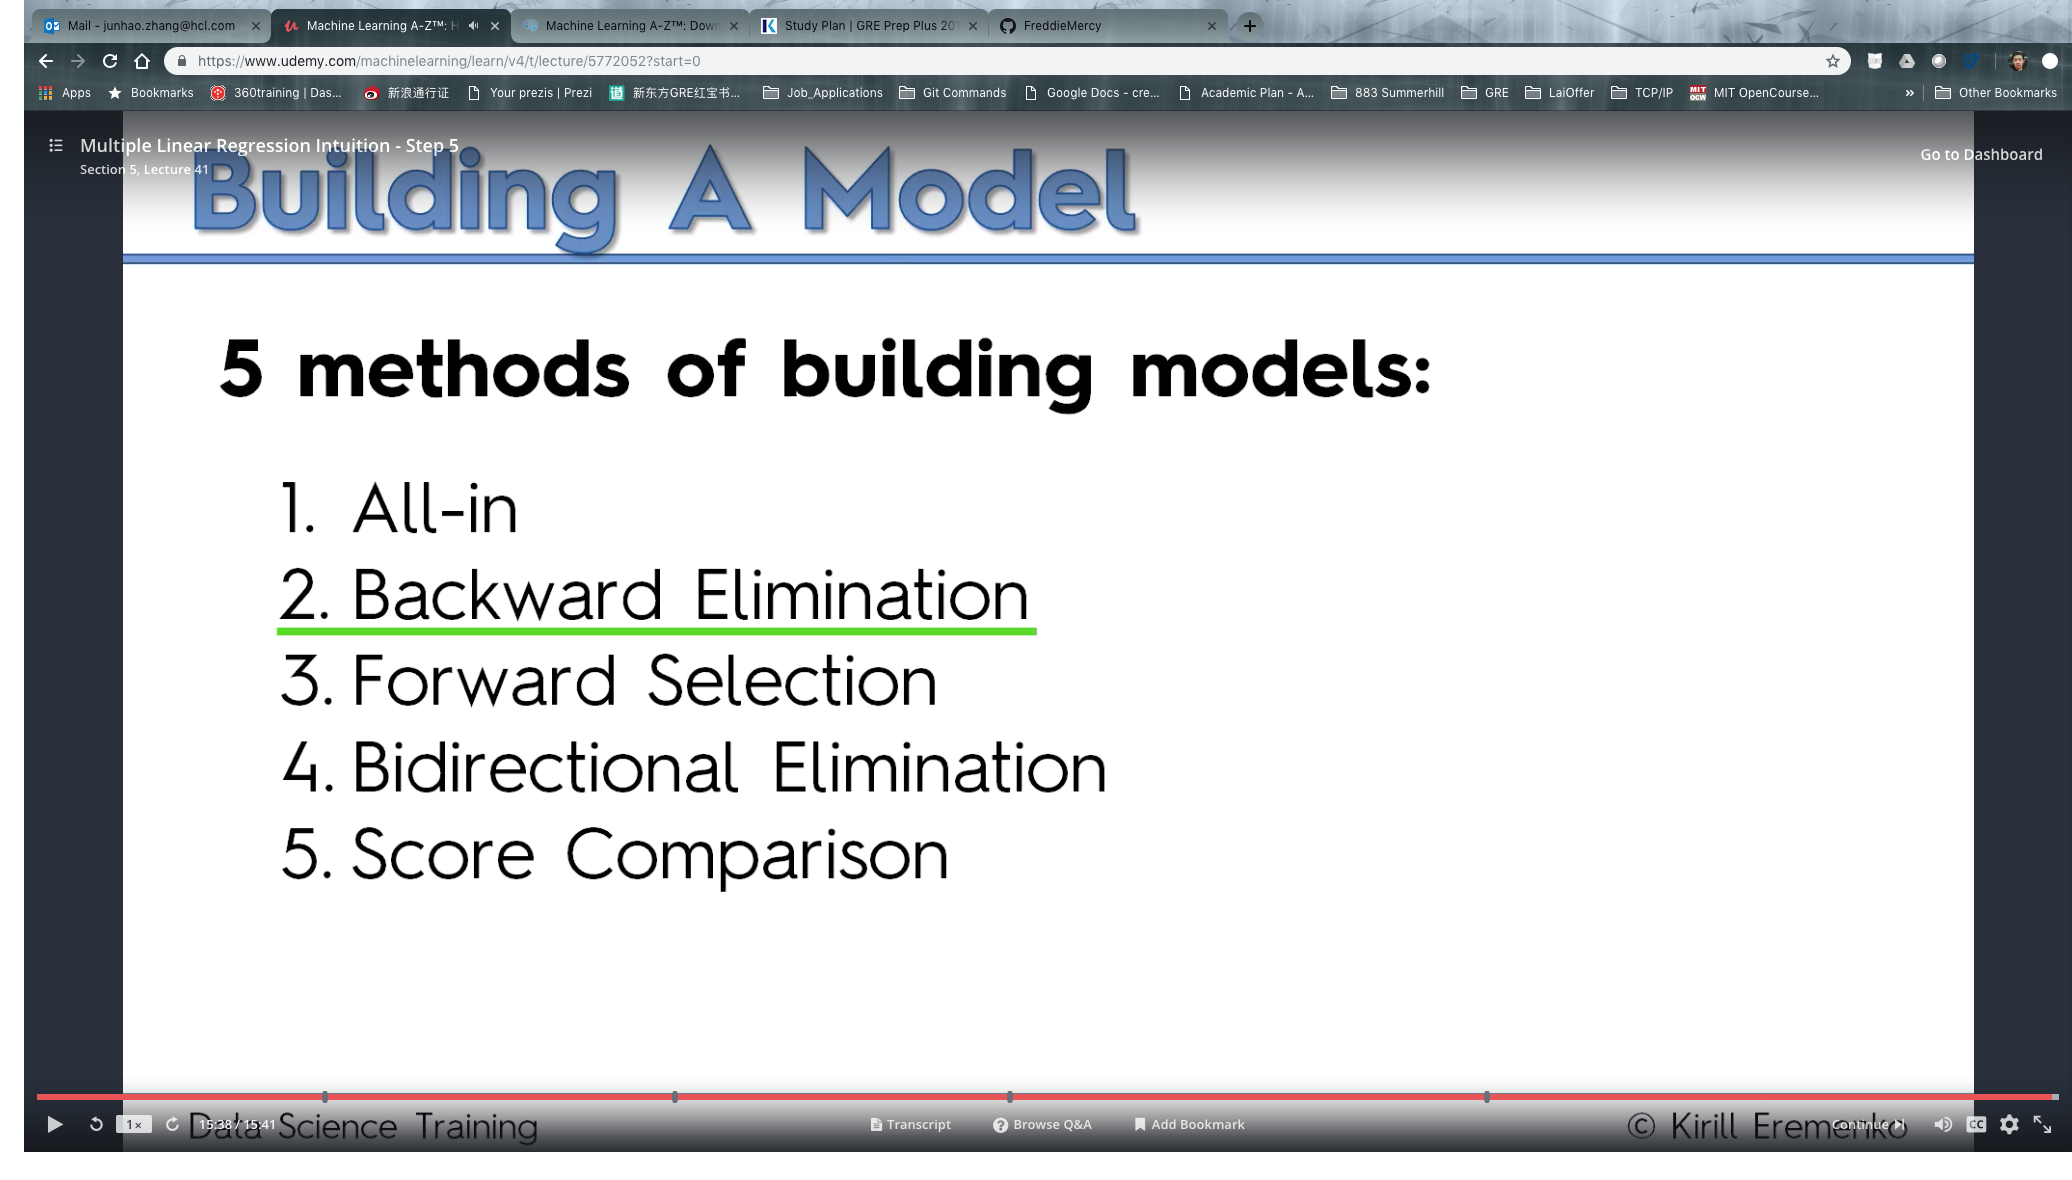 Mail - junhao.zhang@hcl.com
Machine Learning A-Z™: H
Machine Learning A-Z™: Down
Study Plan | GRE Prep Plus 201
FreddieMercy
https://www.udemy.com/machinelearning/learn/v4/t/lecture/5772052?start=0
Apps
Bookmarks
360training | Das...
新浪通行证
Your prezis | Prezi
新东方GRE红宝书...
Job_Applications
Git Commands
Google Docs - cre...
Academic Plan - A...
883 Summerhill
GRE
LaiOffer
TCP/IP
MIT OpenCourse...
»
Other Bookmarks
Multiple Linear Regression Intuition - Step 5
Section 5, Lecture 41
Go to Dashboard
Building A Model
5 methods of building models:
1. All-in
2. Backward Elimination
3. Forward Selection
4. Bidirectional Elimination
5. Score Comparison
1×
15:38 / 15:41
Data Science Training
Transcript
Browse Q&A
Add Bookmark
© Kirill Eremenko
Continue
CC